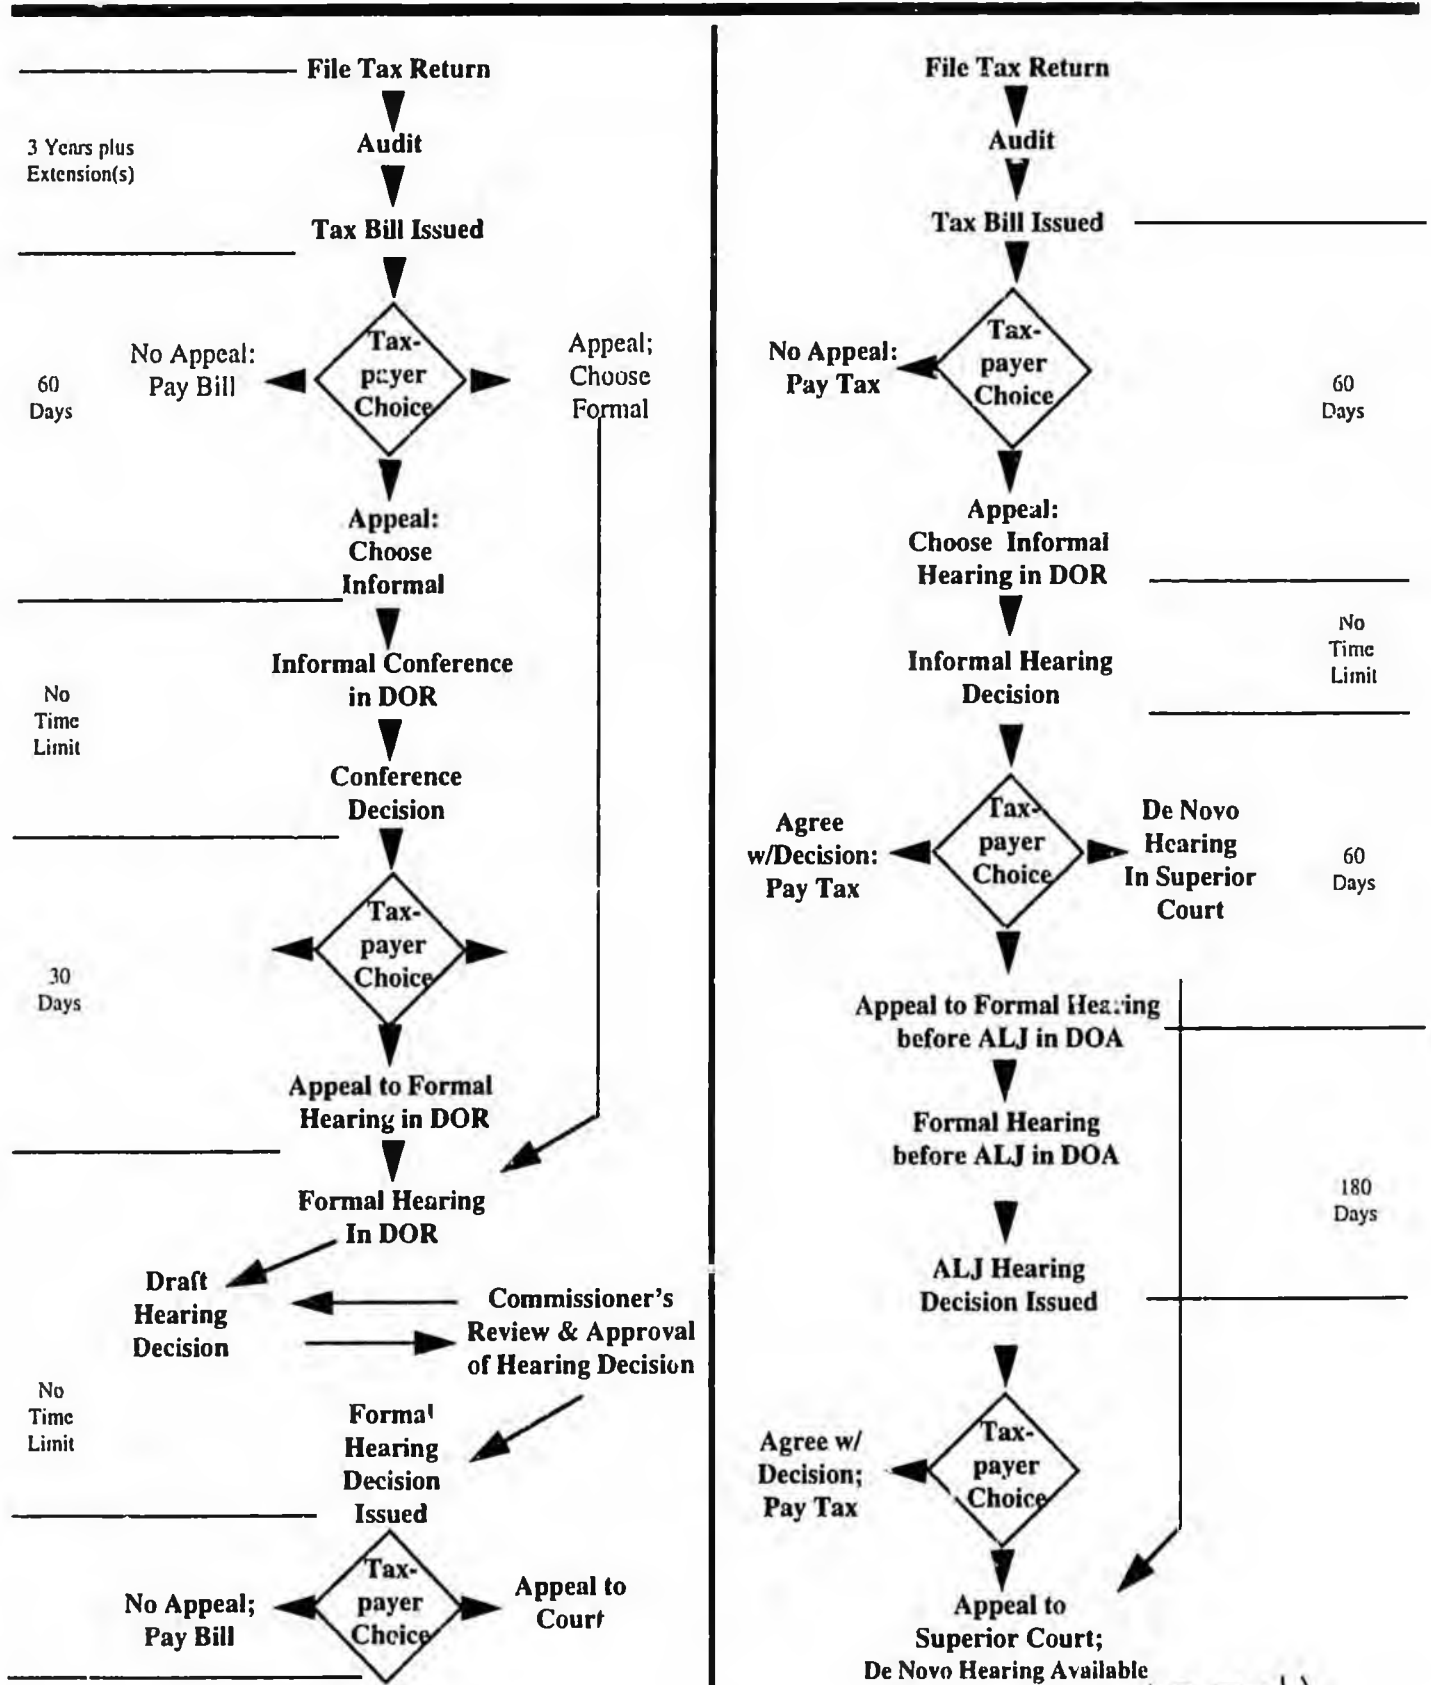 File Tax Return
Audit
3 Years plus
Extension(s)
Tax Bill Issued
Tax-
payer
Choice
No Appeal:
Pay Bill
Appeal;
Choose
Formal
60
Days
Appeal:
Choose
Informal
Informal Conference
in DOR
No
Time
Limit
Conference
Decision
Tax-
payer
Choice
30
Days
Appeal to Formal
Hearing in DOR
Formal Hearing
In DOR
Draft
Hearing
Decision
Commissioner's
Review & Approval
of Hearing Decision
No
Time
Limit
Formal
Hearing
Decision
Issued
Tax-
payer
Choice
No Appeal;
Pay Bill
Appeal to
Court
File Tax Return
Audit
Tax Bill Issued
Tax-
payer
Choice
No Appeal:
Pay Tax
60
Days
Appeal:
Choose Informal
Hearing in DOR
No
Time
Limit
Informal Hearing
Decision
Tax-
payer
Choice
Agree
w/Decision:
Pay Tax
De Novo
Hearing
In Superior
Court
60
Days
Appeal to Formal Hearing
before ALJ in DOA
Formal Hearing
before ALJ in DOA
180
Days
ALJ Hearing
Decision Issued
Tax-
payer
Choice
Agree w/
Decision;
Pay Tax
Appeal to
Superior Court;
De Novo Hearing Available